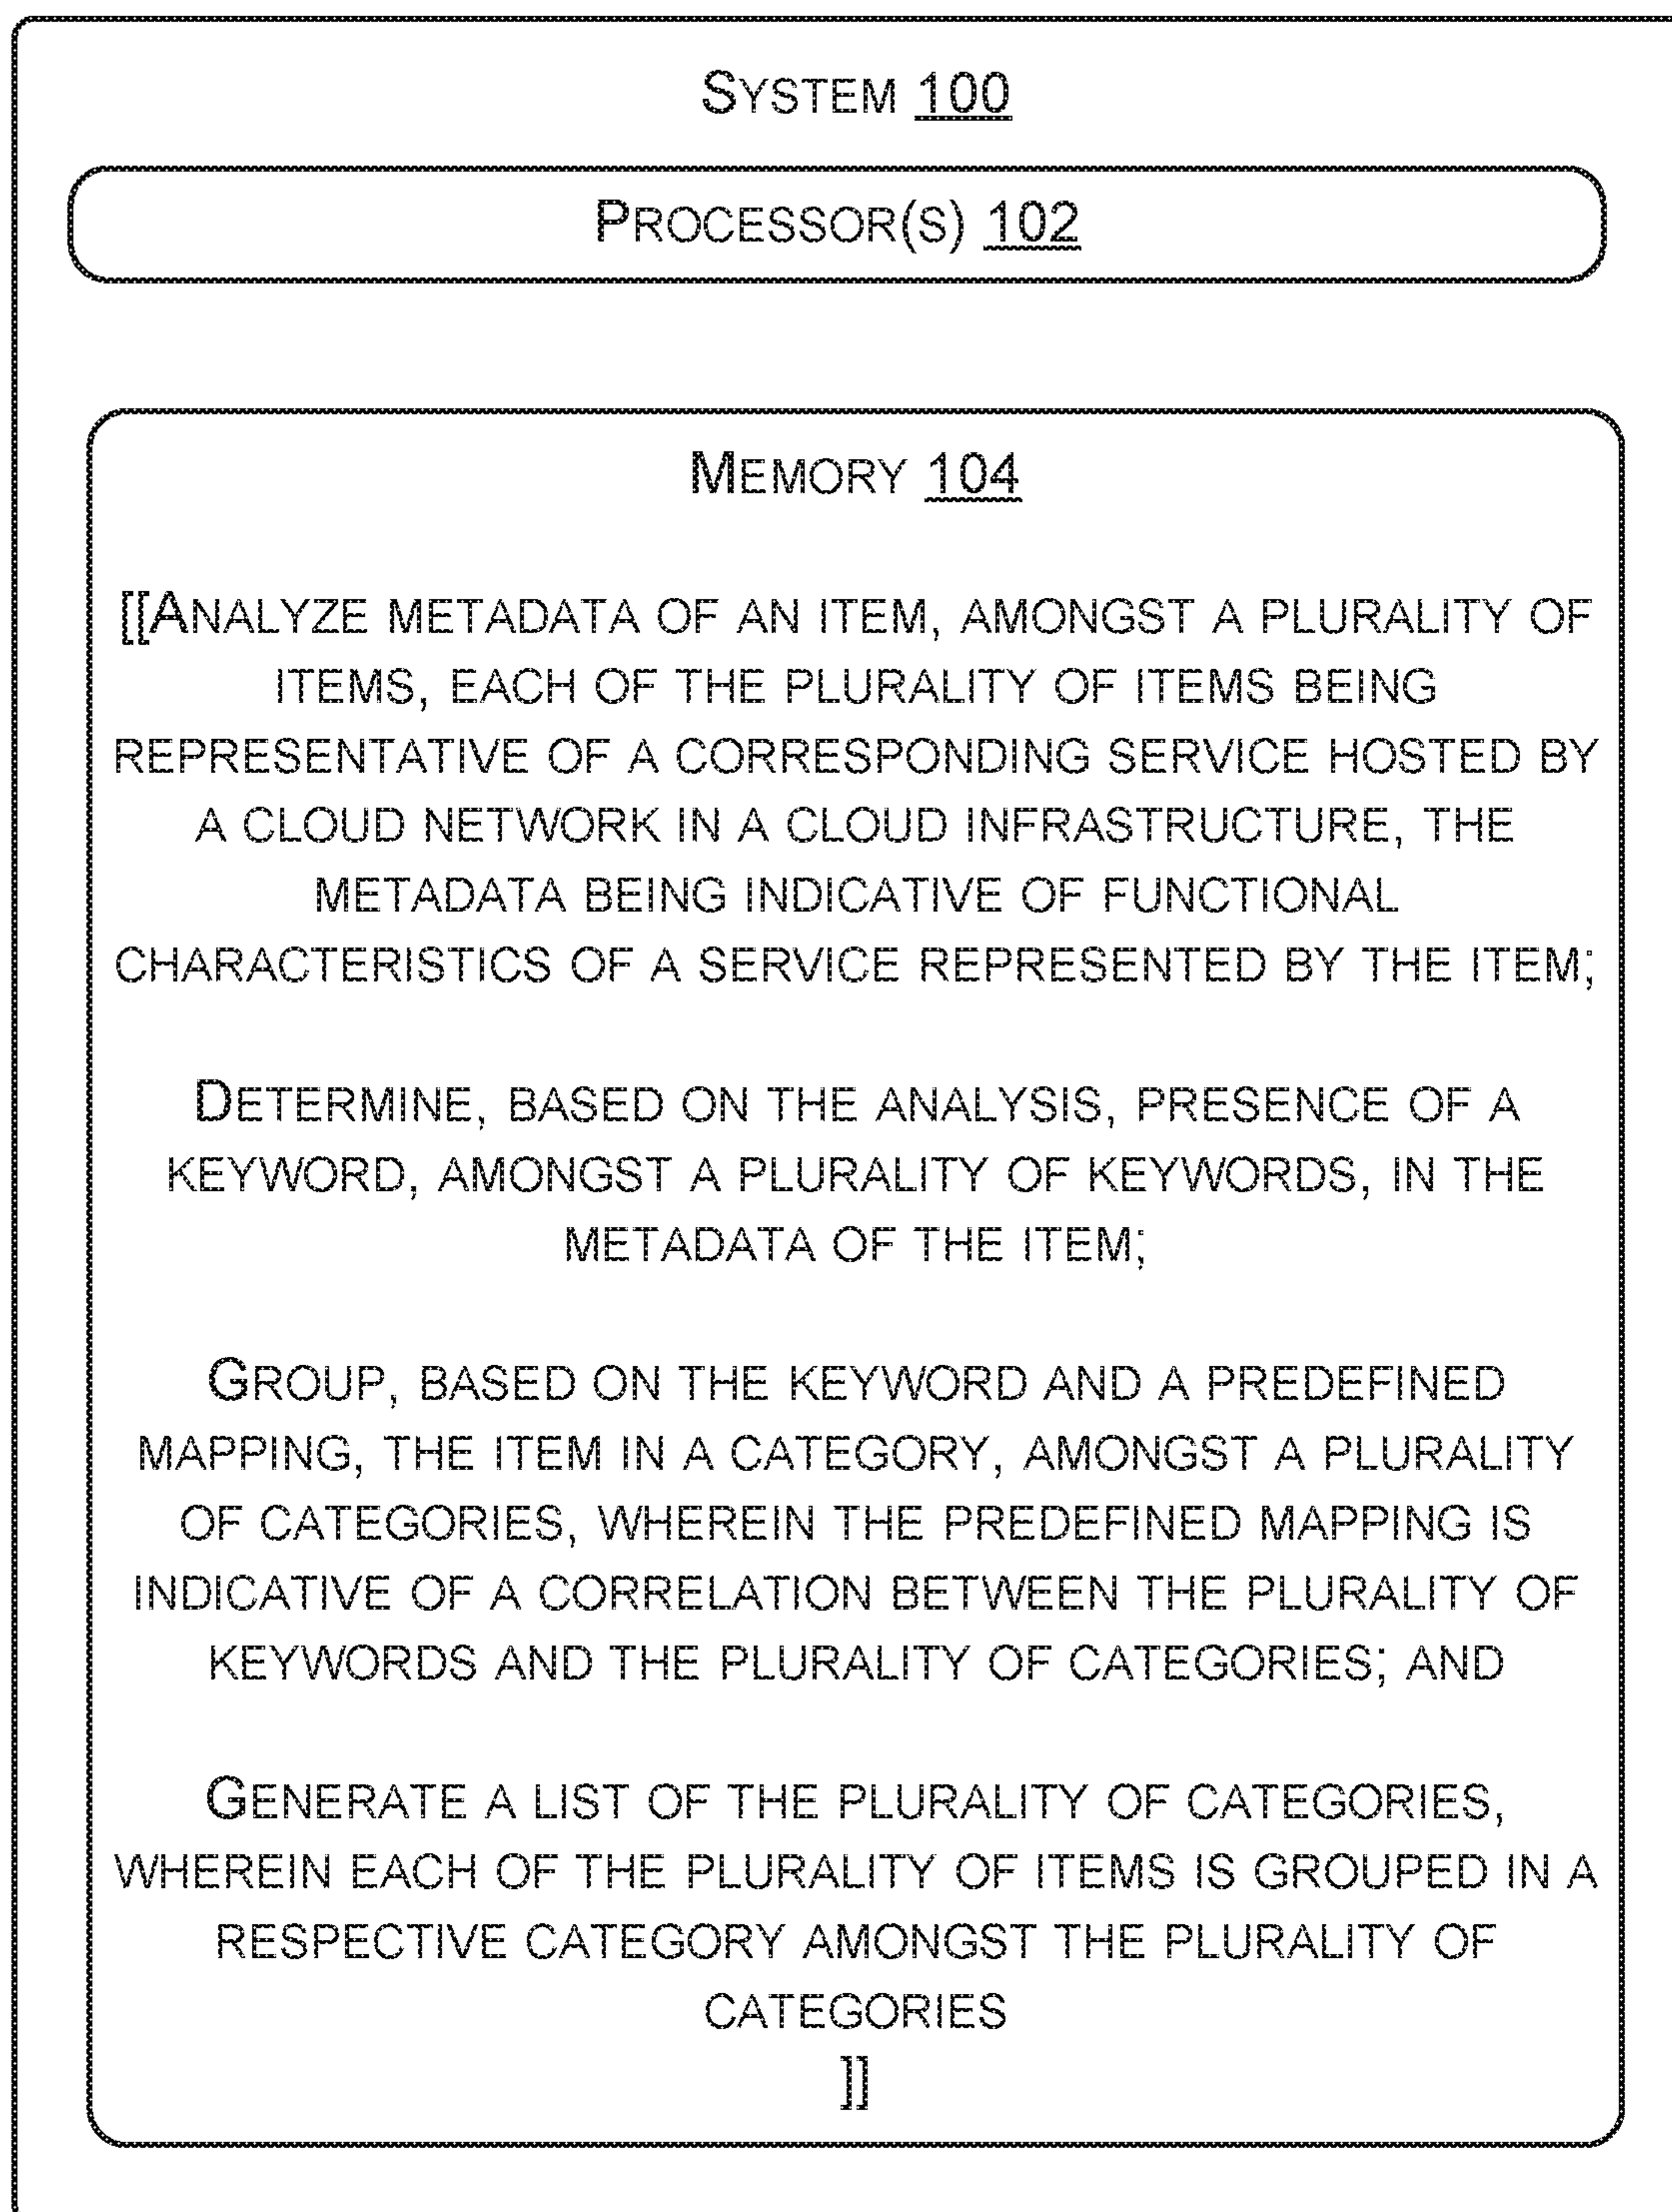 SYSTEM 100
PROCESSOR(S) 102
MEMORY 104
[[ANALYZE METADATA OF AN ITEM, AMONGST A PLURALITY OF
ITEMS, EACH OF THE PLURALITY OF ITEMS BEING
REPRESENTATIVE OF A CORRESPONDING SERVICE HOSTED BY
A CLOUD NETWORK IN A CLOUD INFRASTRUCTURE, THE
METADATA BEING INDICATIVE OF FUNCTIONAL
CHARACTERISTICS OF A SERVICE REPRESENTED BY THE ITEM;
DETERMINE, BASED ON THE ANALYSIS, PRESENCE OF A
KEYWORD, AMONGST A PLURALITY OF KEYWORDS, IN THE
METADATA OF THE ITEM;
GROUP, BASED ON THE KEYWORD AND A PREDEFINED
MAPPING, THE ITEM IN A CATEGORY, AMONGST A PLURALITY
OF CATEGORIES, WHEREIN THE PREDEFINED MAPPING IS
INDICATIVE OF A CORRELATION BETWEEN THE PLURALITY OF
KEYWORDS AND THE PLURALITY OF CATEGORIES; AND
GENERATE A LIST OF THE PLURALITY OF CATEGORIES,
WHEREIN EACH OF THE PLURALITY OF ITEMS IS GROUPED IN A
RESPECTIVE CATEGORY AMONGST THE PLURALITY OF
CATEGORIES
]]